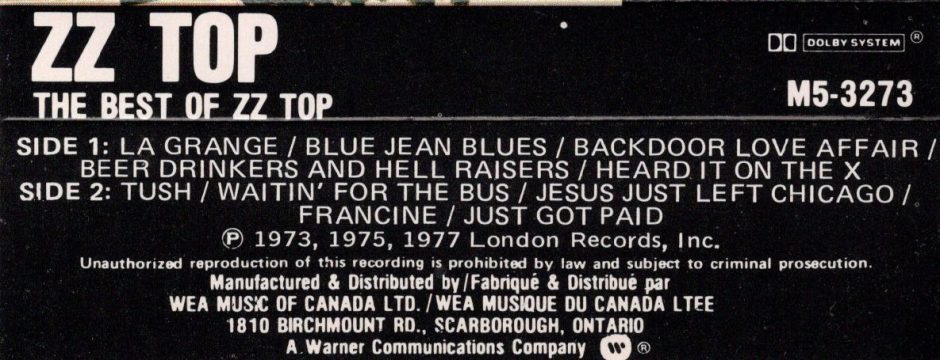 ZZ TOP
THE BEST OF ZZ TOP
DOLBY SYSTEM ®
M5-3273
SIDE 1: LA GRANGE / BLUE JEAN BLUES / BACKDOOR LOVE AFFAIR /
BEER DRINKERS AND HELL RAISERS / HEARD IT ON THE X
SIDE 2: TUSH / WAITIN' FOR THE BUS / JESUS JUST LEFT CHICAGO /
FRANCINE / JUST GOT PAID
℗ 1973, 1975, 1977 London Records, Inc.
Unauthorized reproduction of this recording is prohibited by law and subject to criminal prosecution.
Manufactured & Distributed by/Fabriqué & Distribué par
WEA MUSIC OF CANADA LTD. / WEA MUSIQUE DU CANADA LTEE
1810 BIRCHMOUNT RD., SCARBOROUGH, ONTARIO
A Warner Communications Company ®